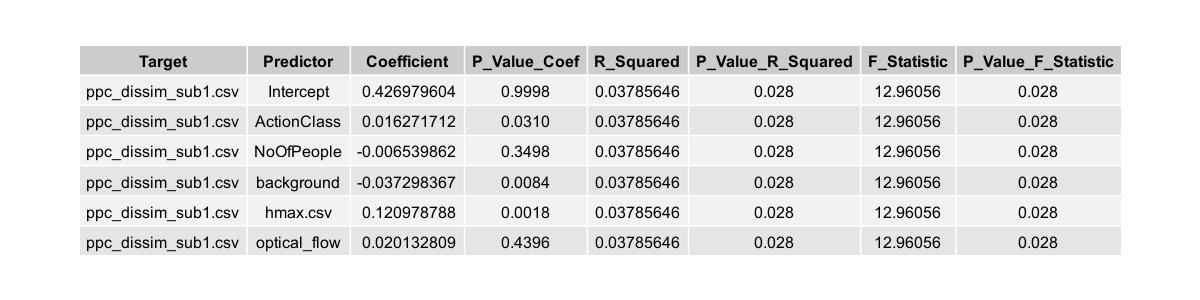 Target Predictor Coefficient P_Value_Coef R_Squared P_Value_R_Squared F_Statistic P_Value_F_Statistic
ppc_dissim_sub1.csv Intercept 0.426979604 0.9998 0.03785646 0.028 12.96056 0.028
ppc_dissim_sub1.csv ActionClass 0.016271712 0.0310 0.03785646 0.028 12.96056 0.028
ppc_dissim_sub1.csv NoOfPeople -0.006539862 0.3498 0.03785646 0.028 12.96056 0.028
ppc_dissim_sub1.csv background -0.037298367 0.0084 0.03785646 0.028 12.96056 0.028
ppc_dissim_sub1.csv hmax.csv 0.120978788 0.0018 0.03785646 0.028 12.96056 0.028
ppc_dissim_sub1.csv optical_flow 0.020132809 0.4396 0.03785646 0.028 12.96056 0.028